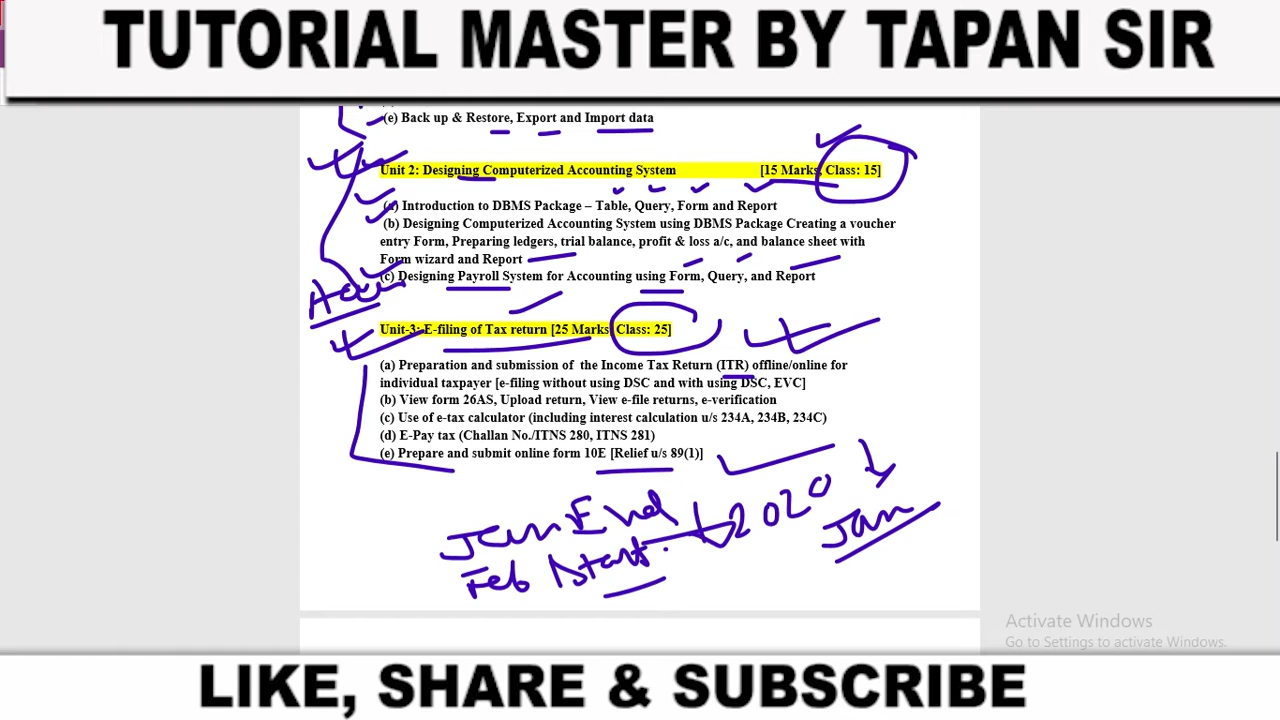 TUTORIAL MASTER BY TAPAN SIR
(e) Back up & Restore, Export and Import data
Unit 2: Designing Computerized Accounting System [15 Marks, Class: 15]
(a) Introduction to DBMS Package – Table, Query, Form and Report
(b) Designing Computerized Accounting System using DBMS Package Creating a voucher
entry Form, Preparing ledgers, trial balance, profit & loss a/c, and balance sheet with
Form wizard and Report
(c) Designing Payroll System for Accounting using Form, Query, and Report
Unit-3: E-filing of Tax return [25 Marks, Class: 25]
(a) Preparation and submission of the Income Tax Return (ITR) offline/online for
individual taxpayer [e-filing without using DSC and with using DSC, EVC]
(b) View form 26AS, Upload return, View e-file returns, e-verification
(c) Use of e-tax calculator (including interest calculation u/s 234A, 234B, 234C)
(d) E-Pay tax (Challan No./ITNS 280, ITNS 281)
(e) Prepare and submit online form 10E [Relief u/s 89(1)]
Jan End 2020 Jan
Feb start
Activate Windows
Go to Settings to activate Windows.
LIKE, SHARE & SUBSCRIBE